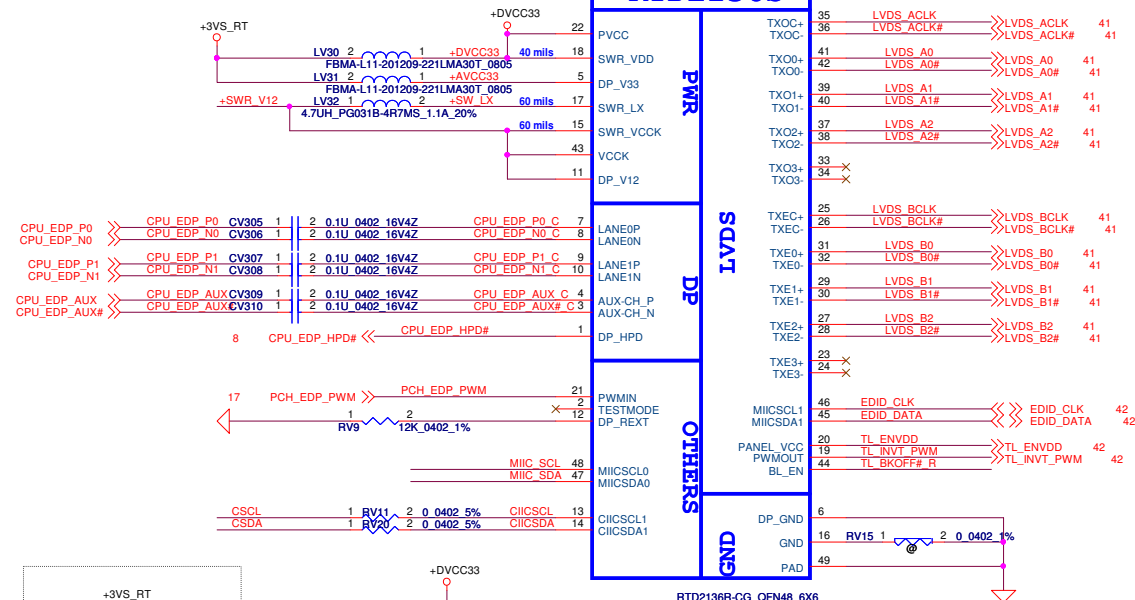 +3VS_RT
+DVCC33
LV30 2 1 +DVCC33 40 mils
FBMA-L11-201209-221LMA30T_0805
LV31 2 1 +AVCC33
FBMA-L11-201209-221LMA30T_0805
+SWR_V12 LV32 1 2 +SW_LX 60 mils
4.7UH_PG031B-4R7MS_1.1A_20%
60 mils
22 PVCC
18 SWR_VDD
5 DP_V33
17 SWR_LX
15 SWR_VCCK
43 VCCK
11 DP_V12
PWR
CPU_EDP_P0 CPU_EDP_P0 CV305 1 2 0.1U_0402_16V4Z CPU_EDP_P0_C 7 LANE0P
CPU_EDP_N0 CPU_EDP_N0 CV306 1 2 0.1U_0402_16V4Z CPU_EDP_N0_C 8 LANE0N
CPU_EDP_P1 CPU_EDP_P1 CV307 1 2 0.1U_0402_16V4Z CPU_EDP_P1_C 9 LANE1P
CPU_EDP_N1 CPU_EDP_N1 CV308 1 2 0.1U_0402_16V4Z CPU_EDP_N1_C 10 LANE1N
CPU_EDP_AUX CPU_EDP_AUX CV309 1 2 0.1U_0402_16V4Z CPU_EDP_AUX_C 4 AUX-CH_P
CPU_EDP_AUX# CPU_EDP_AUX# CV310 1 2 0.1U_0402_16V4Z CPU_EDP_AUX#_C 3 AUX-CH_N
8 CPU_EDP_HPD# CPU_EDP_HPD# 1 DP_HPD
DP
17 PCH_EDP_PWM PCH_EDP_PWM 21 PWMIN
2 TESTMODE
RV9 1 2 12K_0402_1% 12 DP_REXT
MIIC_SCL 48 MIICSCL0
MIIC_SDA 47 MIICSDA0
CSCL 1 RV11 2 0_0402_5% CIICSCL 13 CIICSCL1
CSDA 1 RV20 2 0_0402_5% CIICSDA 14 CIICSDA1
OTHERS
LVDS
TXOC+ 35 LVDS_ACLK LVDS_ACLK 41
TXOC- 36 LVDS_ACLK# LVDS_ACLK# 41
TXO0+ 41 LVDS_A0 LVDS_A0 41
TXO0- 42 LVDS_A0# LVDS_A0# 41
TXO1+ 39 LVDS_A1 LVDS_A1 41
TXO1- 40 LVDS_A1# LVDS_A1# 41
TXO2+ 37 LVDS_A2 LVDS_A2 41
TXO2- 38 LVDS_A2# LVDS_A2# 41
TXO3+ 33
TXO3- 34
TXEC+ 25 LVDS_BCLK LVDS_BCLK 41
TXEC- 26 LVDS_BCLK# LVDS_BCLK# 41
TXE0+ 31 LVDS_B0 LVDS_B0 41
TXE0- 32 LVDS_B0# LVDS_B0# 41
TXE1+ 29 LVDS_B1 LVDS_B1 41
TXE1- 30 LVDS_B1# LVDS_B1# 41
TXE2+ 27 LVDS_B2 LVDS_B2 41
TXE2- 28 LVDS_B2# LVDS_B2# 41
TXE3+ 23
TXE3- 24
MIICSCL1 46 EDID_CLK EDID_CLK 42
MIICSDA1 45 EDID_DATA EDID_DATA 42
PANEL_VCC 20 TL_ENVDD TL_ENVDD 42
PWMOUT 19 TL_INVT_PWM TL_INVT_PWM 42
BL_EN 44 TL_BKOFF#_R
GND
DP_GND 6
GND 16 RV15 1 2 0_0402_1%
@
PAD 49
RTD2136R-CG_QFN48_6X6
+3VS_RT
+DVCC33